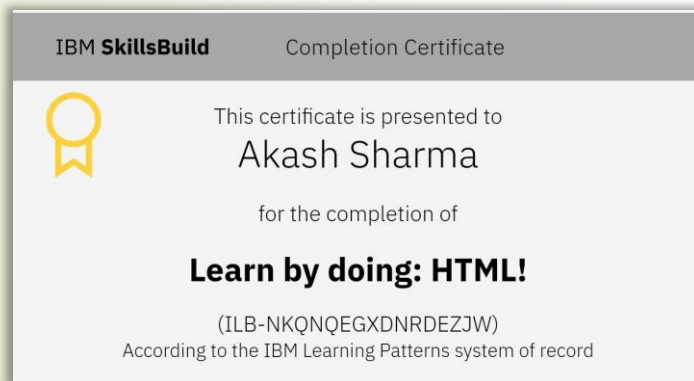 IBM SkillsBuild Completion Certificate
This certificate is presented to
Akash Sharma
for the completion of
Learn by doing: HTML!
(ILB-NKQNQEGXDNRDEZJW)
According to the IBM Learning Patterns system of record